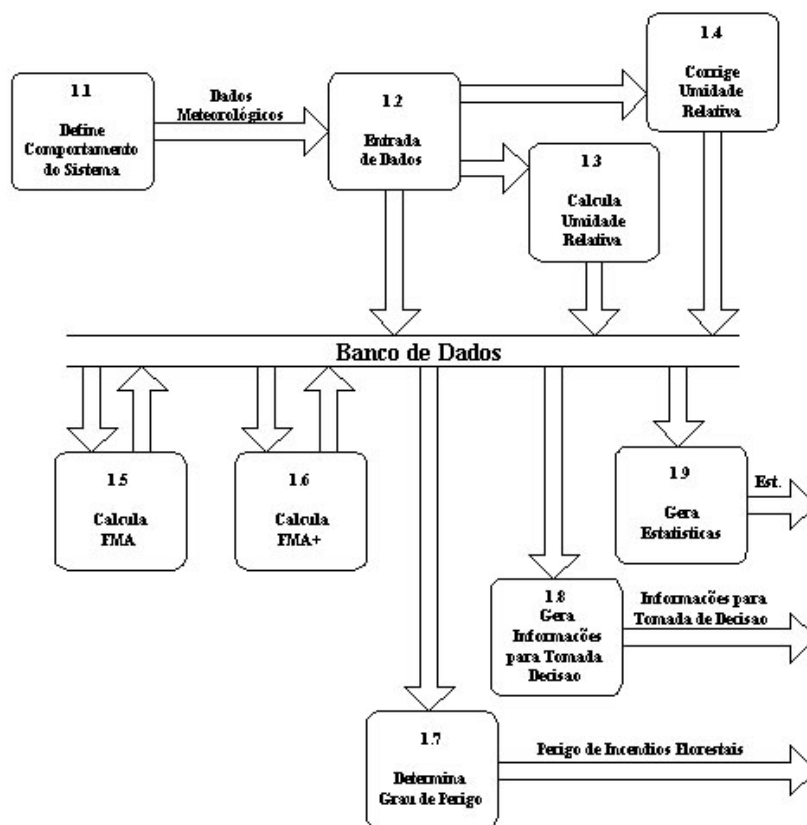 1.1
Define
Comportamento
do Sistema
Dados
Meteorológicos
1.2
Entrada
de Dados
1.4
Corrige
Umidade
Relativa
1.3
Calcula
Umidade
Relativa
Banco de Dados
1.5
Calcula
FMA
1.6
Calcula
FMA+
1.9
Gera
Estatisticas
Est.
1.8
Gera
Informações
para Tomada
Decisao
Informações para
Tomada de Decisao
1.7
Determina
Grau de Perigo
Perigo de Incendios Florestais